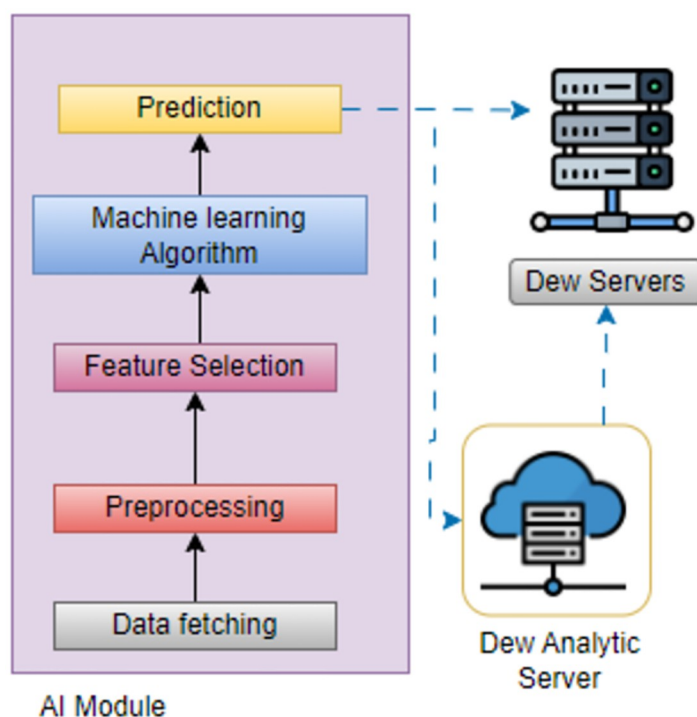 Prediction
Machine learning
Algorithm
Feature Selection
Preprocessing
Data fetching
AI Module
Dew Servers
Dew Analytic
Server